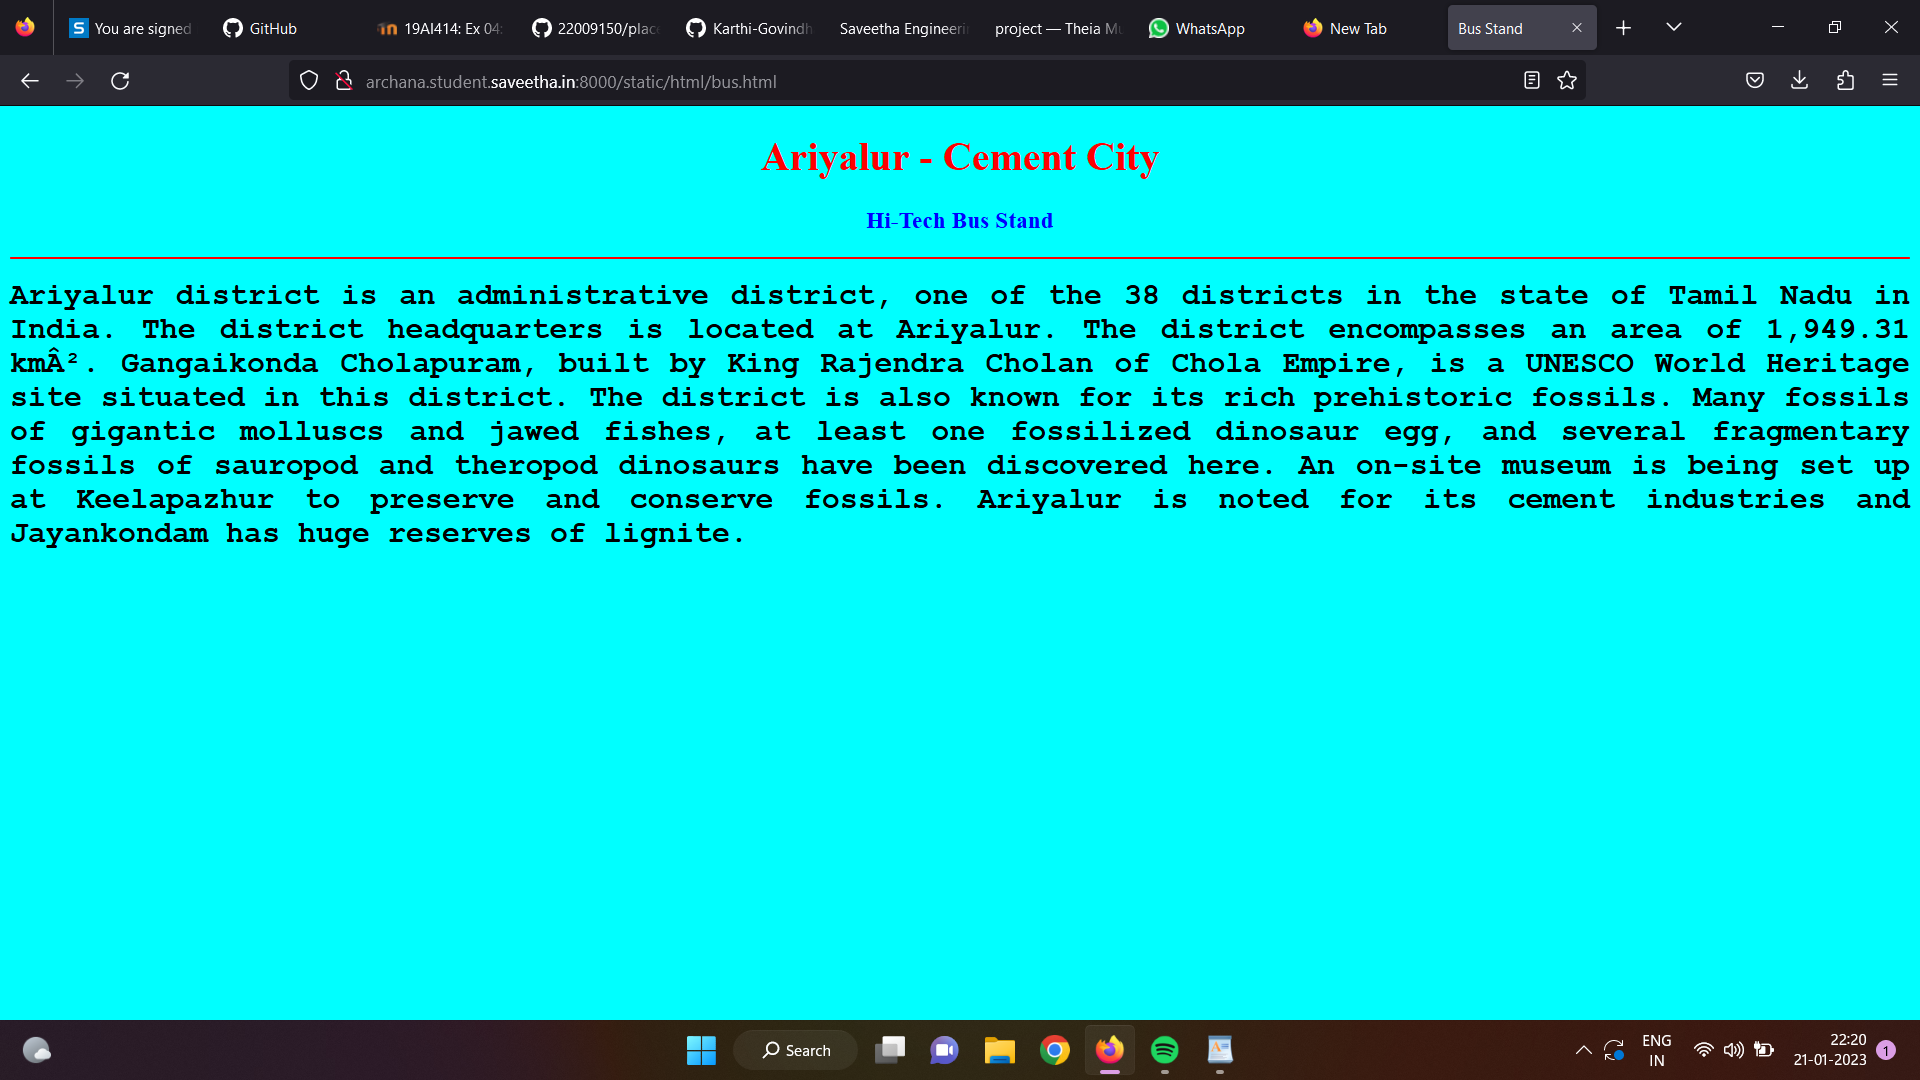 You are signed
GitHub
19AI414: Ex 04:
22009150/plac
Karthi-Govindh
Saveetha Engineeri
project — Theia Mu
WhatsApp
New Tab
Bus Stand
archana.student.saveetha.in:8000/static/html/bus.html
Ariyalur - Cement City
Hi-Tech Bus Stand
Ariyalur district is an administrative district, one of the 38 districts in the state of Tamil Nadu in
India. The district headquarters is located at Ariyalur. The district encompasses an area of 1,949.31
kmÂ². Gangaikonda Cholapuram, built by King Rajendra Cholan of Chola Empire, is a UNESCO World Heritage
site situated in this district. The district is also known for its rich prehistoric fossils. Many fossils
of gigantic molluscs and jawed fishes, at least one fossilized dinosaur egg, and several fragmentary
fossils of sauropod and theropod dinosaurs have been discovered here. An on-site museum is being set up
at Keelapazhur to preserve and conserve fossils. Ariyalur is noted for its cement industries and
Jayankondam has huge reserves of lignite.
Search
ENG
IN
22:20
21-01-2023
1